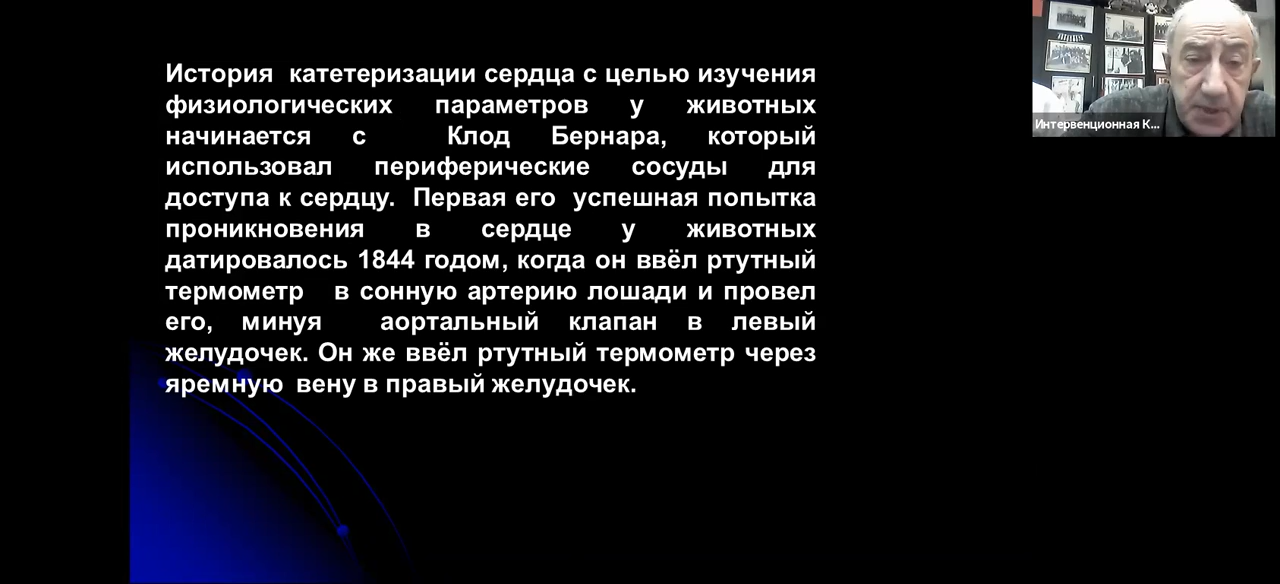 История катетеризации сердца с целью изучения
физиологических параметров у животных
начинается с Клод Бернара, который
использовал периферические сосуды для
доступа к сердцу. Первая его успешная попытка
проникновения в сердце у животных
датировалось 1844 годом, когда он ввёл ртутный
термометр в сонную артерию лошади и провел
его, минуя аортальный клапан в левый
желудочек. Он же ввёл ртутный термометр через
яремную вену в правый желудочек.
Интервенционная К...